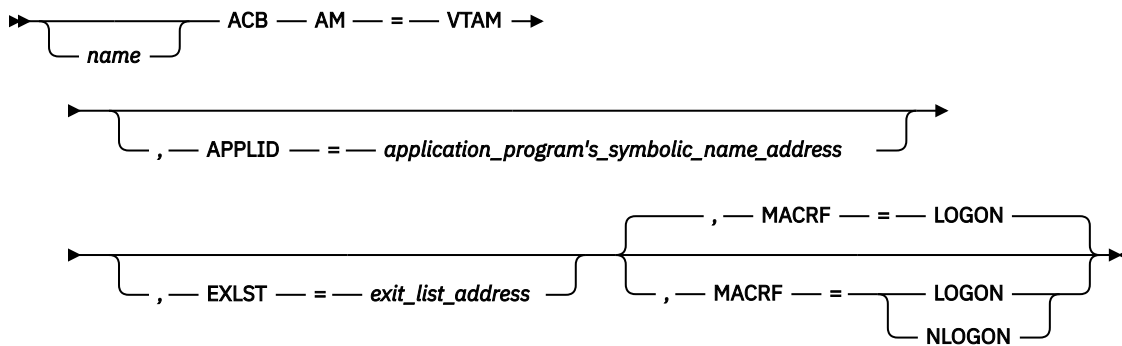 ACB AM = VTAM
name
, APPLID = application_program's_symbolic_name_address
, MACRF = LOGON
, EXLST = exit_list_address
, MACRF = LOGON
NLOGON